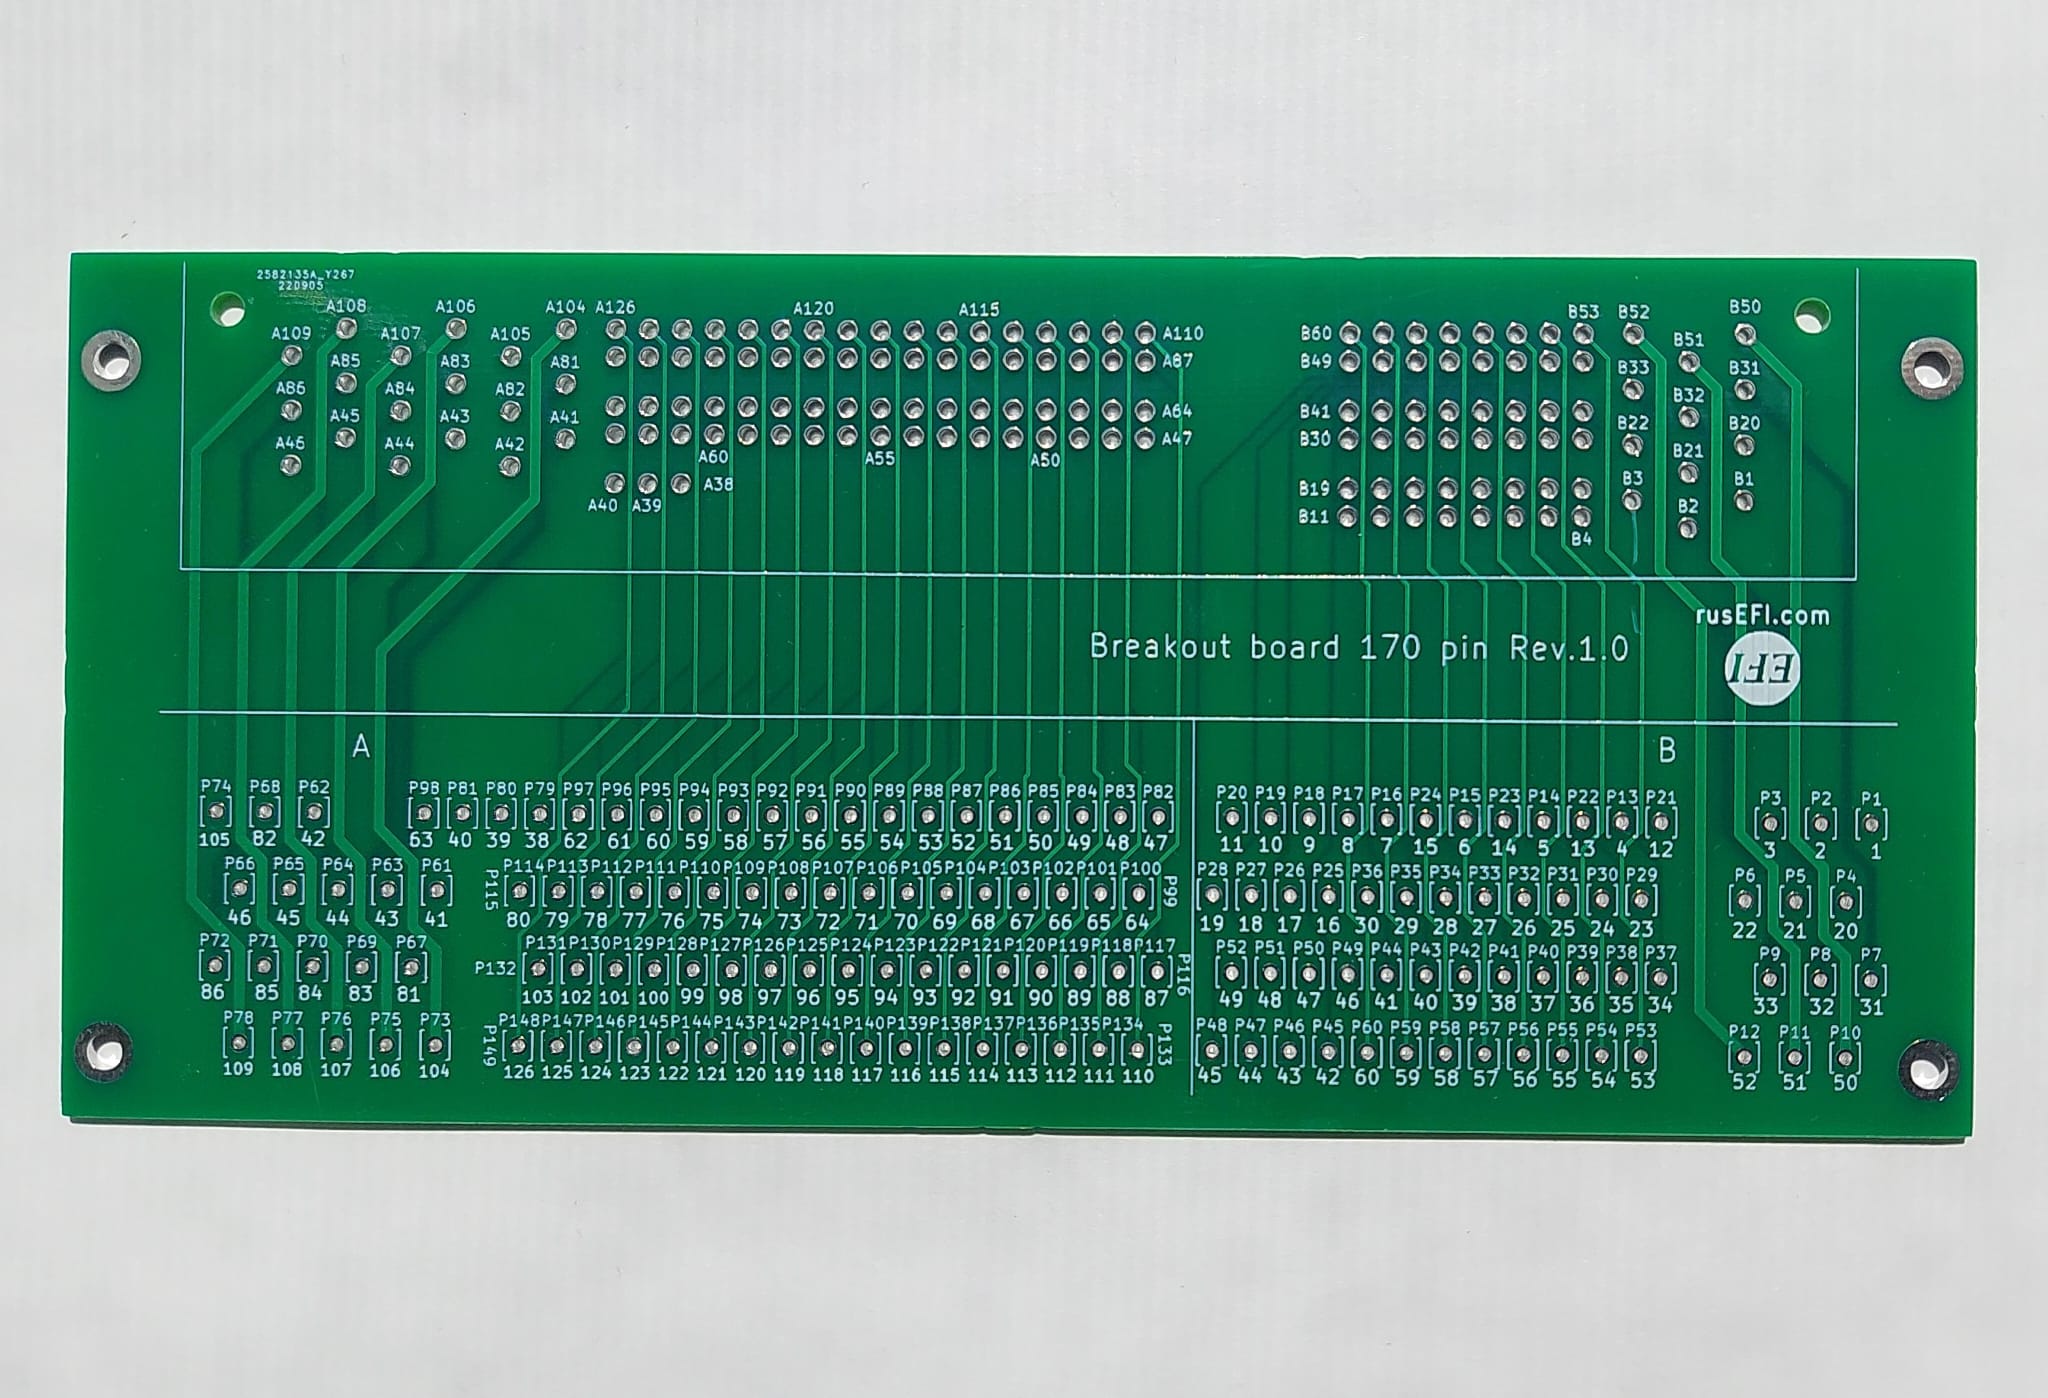 2582135A_Y267
220905
A108 A106 A104 A126 A120 A115 B53 B52 B50
A109 A107 A105 A110 B60 B51
A85 A83 A81 A87 B49 B33 B31
A86 A84 A82 A64 B41 B32
A45 A43 A41 A47 B30 B22 B20
A46 A44 A42 A60 A55 A50 B21
A38 B19 B3 B1
A40 A39 B11 B2
B4
rusEFI.com
Breakout board 170 pin Rev.1.0
EFI
A B
P74 P68 P62 P98 P81 P80 P79 P97 P96 P95 P94 P93 P92 P91 P90 P89 P88 P87 P86 P85 P84 P83 P82 P20 P19 P18 P17 P16 P24 P15 P23 P14 P22 P13 P21 P3 P2 P1
105 82 42 63 40 39 38 62 61 60 59 58 57 56 55 54 53 52 51 50 49 48 47 11 10 9 8 7 15 6 14 5 13 4 12 3 2 1
P66 P65 P64 P63 P61 P115 P114 P113 P112 P111 P110 P109 P108 P107 P106 P105 P104 P103 P102 P101 P100 P99 P28 P27 P26 P25 P36 P35 P34 P33 P32 P31 P30 P29 P6 P5 P4
46 45 44 43 41 80 79 78 77 76 75 74 73 72 71 70 69 68 67 66 65 64 19 18 17 16 30 29 28 27 26 25 24 23 22 21 20
P72 P71 P70 P69 P67 P132 P131 P130 P129 P128 P127 P126 P125 P124 P123 P122 P121 P120 P119 P118 P117 P116 P52 P51 P50 P49 P44 P43 P42 P41 P40 P39 P38 P37 P9 P8 P7
86 85 84 83 81 103 102 101 100 99 98 97 96 95 94 93 92 91 90 89 88 87 49 48 47 46 41 40 39 38 37 36 35 34 33 32 31
P78 P77 P76 P75 P73 P149 P148 P147 P146 P145 P144 P143 P142 P141 P140 P139 P138 P137 P136 P135 P134 P133 P48 P47 P46 P45 P60 P59 P58 P57 P56 P55 P54 P53 P12 P11 P10
109 108 107 106 104 126 125 124 123 122 121 120 119 118 117 116 115 114 113 112 111 110 45 44 43 42 60 59 58 57 56 55 54 53 52 51 50